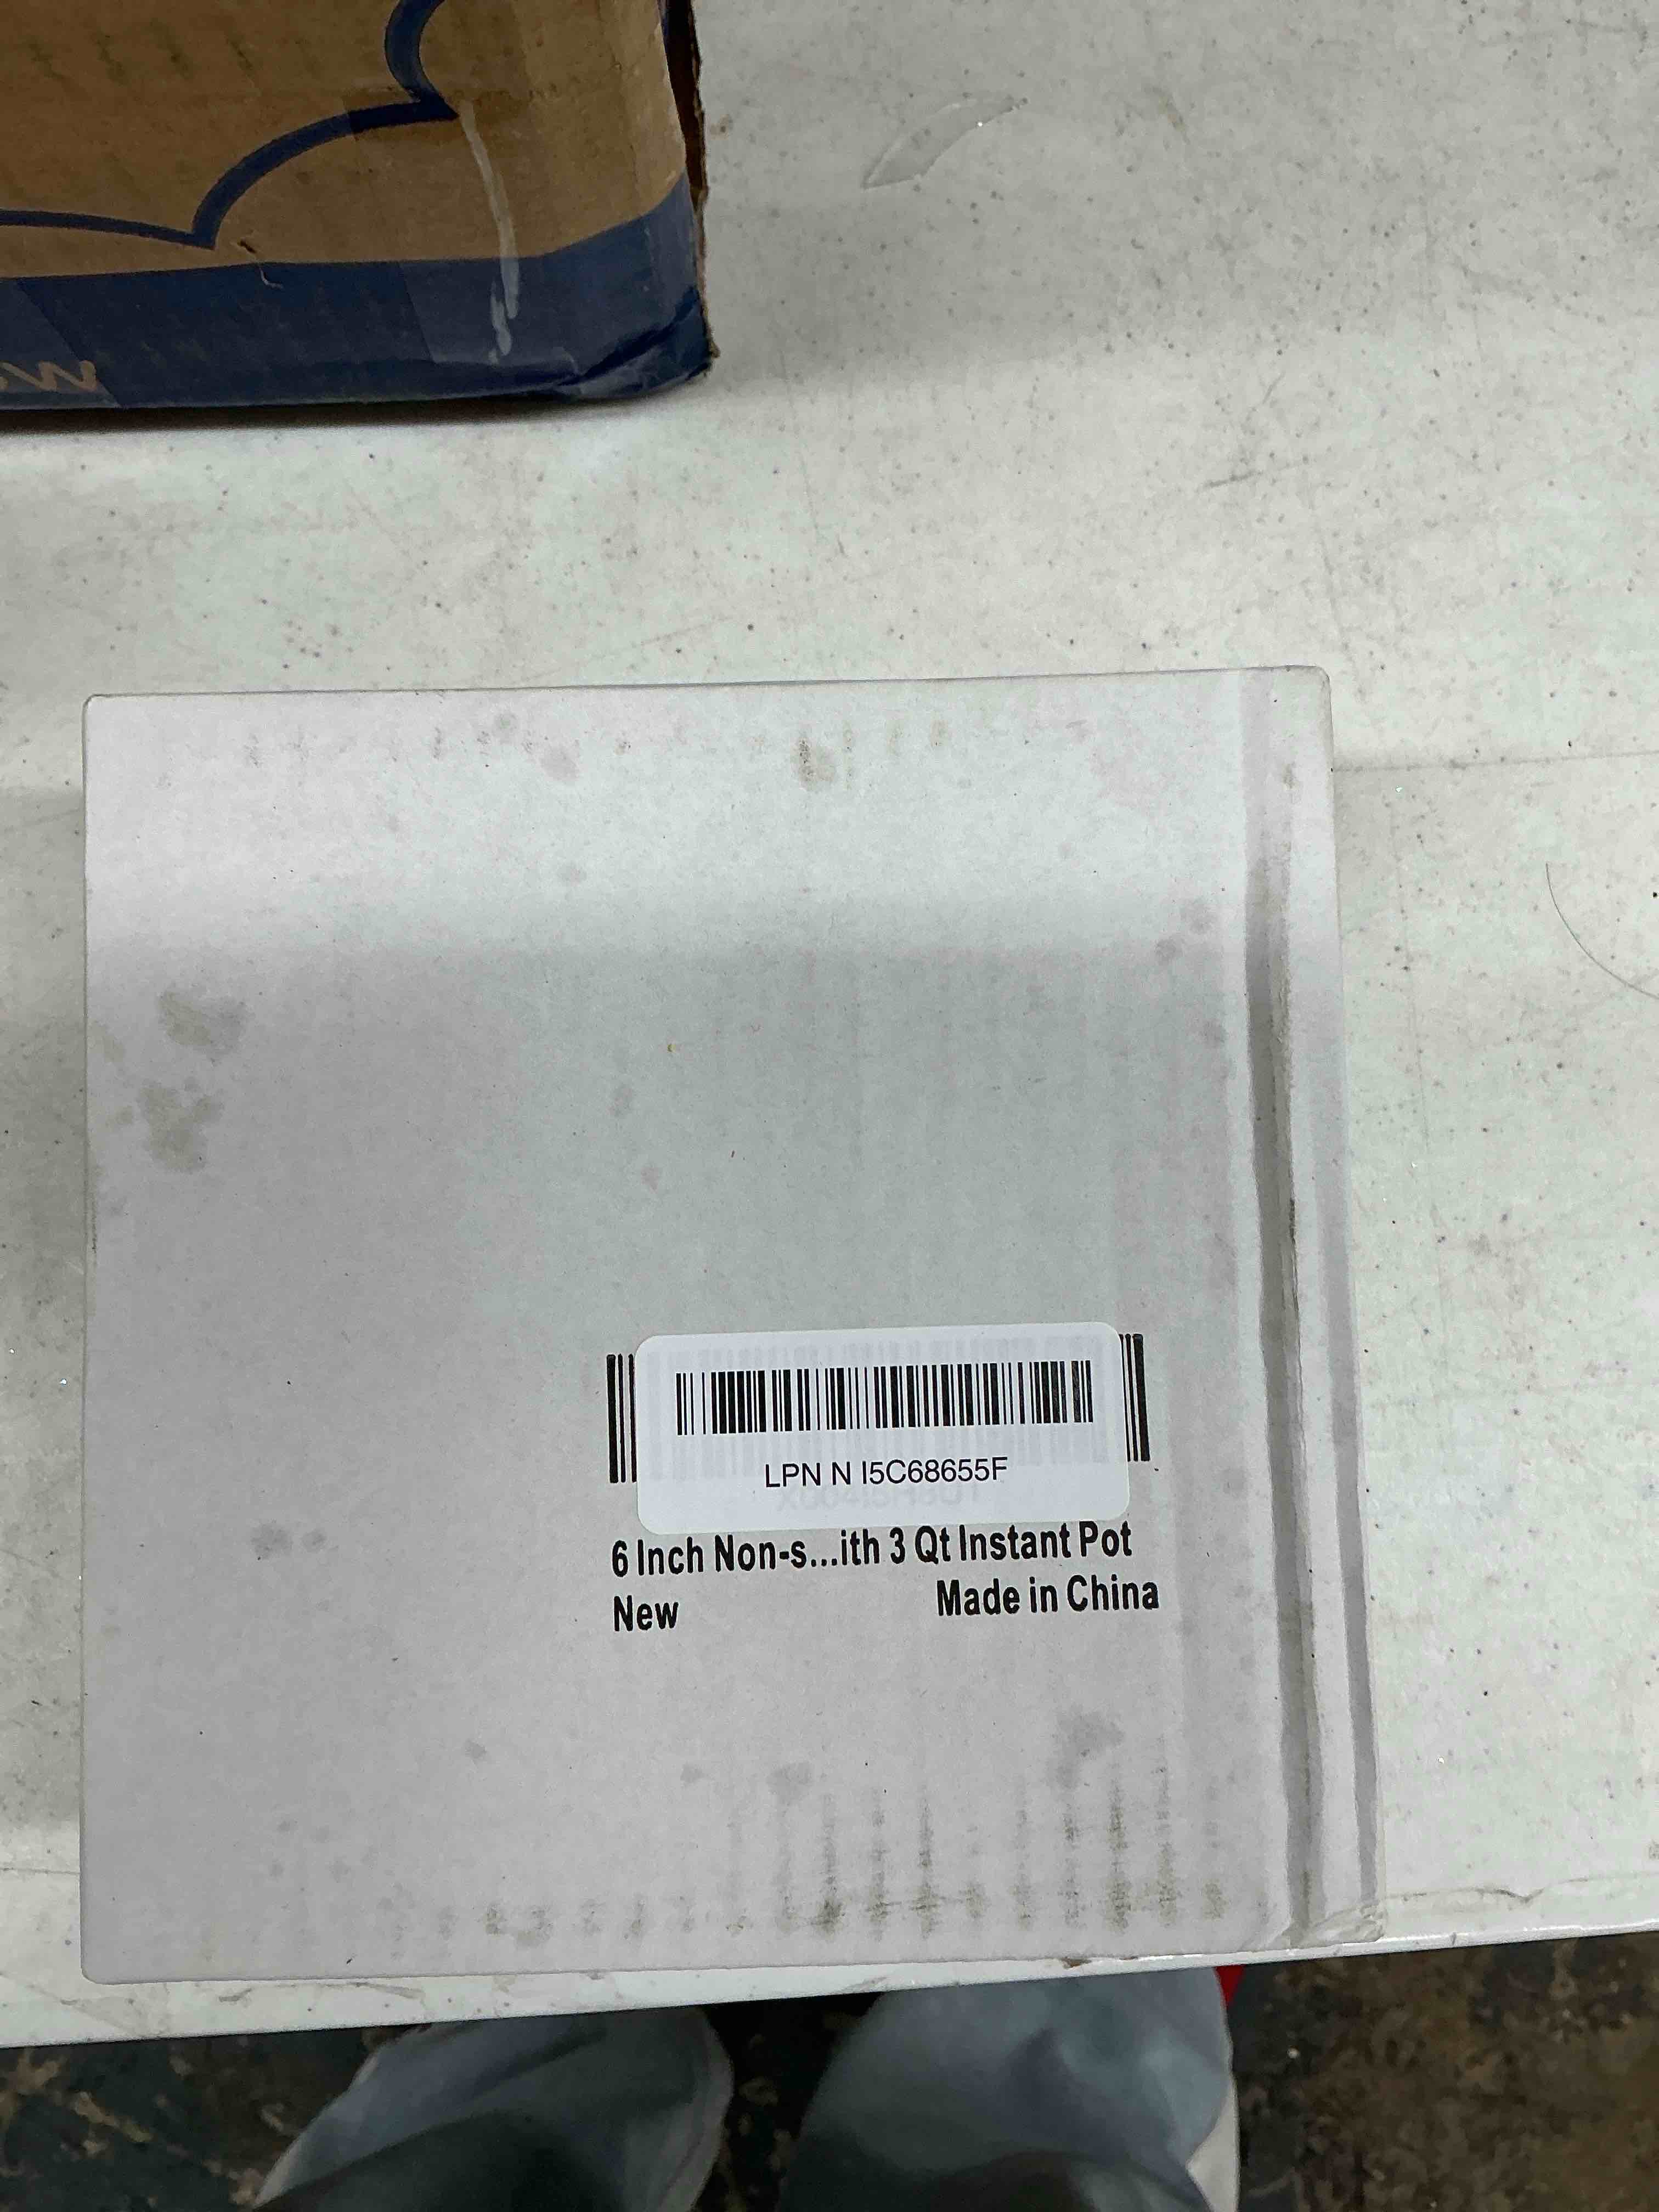 LPN N I5C68655F
6 Inch Non-s...ith 3 Qt Instant Pot
New Made in China